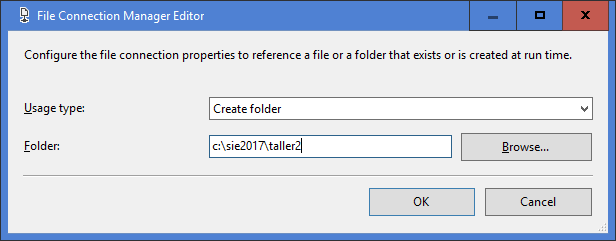 File Connection Manager Editor
Configure the file connection properties to reference a file or a folder that exists or is created at run time.
Usage type:
Create folder
Folder:
c:\sie2017\taller2
Browse...
OK
Cancel